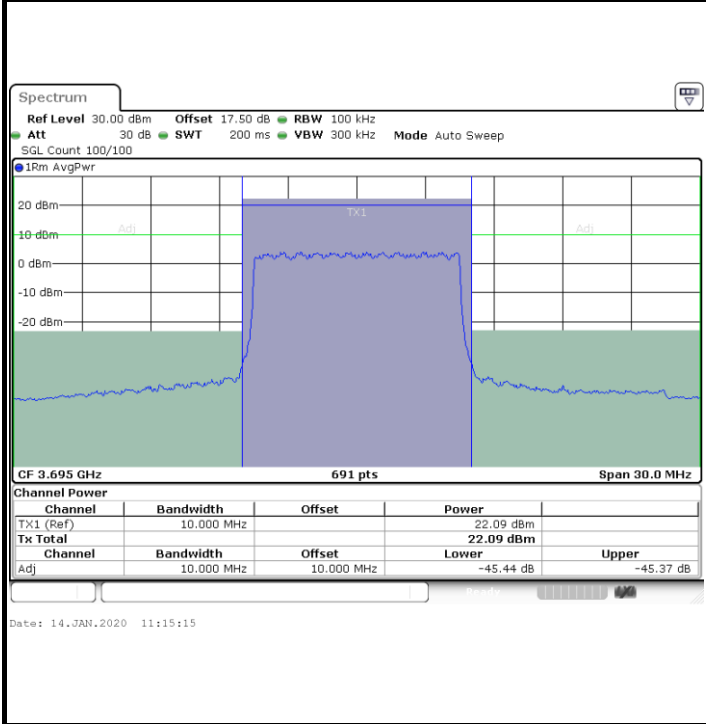 Spectrum
Ref Level 30.00 dBm Offset 17.50 dB RBW 100 kHz
Att 30 dB SWT 200 ms VBW 300 kHz Mode Auto Sweep
SGL Count 100/100
1Rm AvgPwr
20 dBm
TX1
Adj Adj
10 dBm
0 dBm
-10 dBm
-20 dBm
CF 3.695 GHz 691 pts Span 30.0 MHz
Channel Power
Channel Bandwidth Offset Power
TX1 (Ref) 10.000 MHz 22.09 dBm
Tx Total 22.09 dBm
Channel Bandwidth Offset Lower Upper
Adj 10.000 MHz 10.000 MHz -45.44 dB -45.37 dB
Ready
Date: 14.JAN.2020 11:15:15